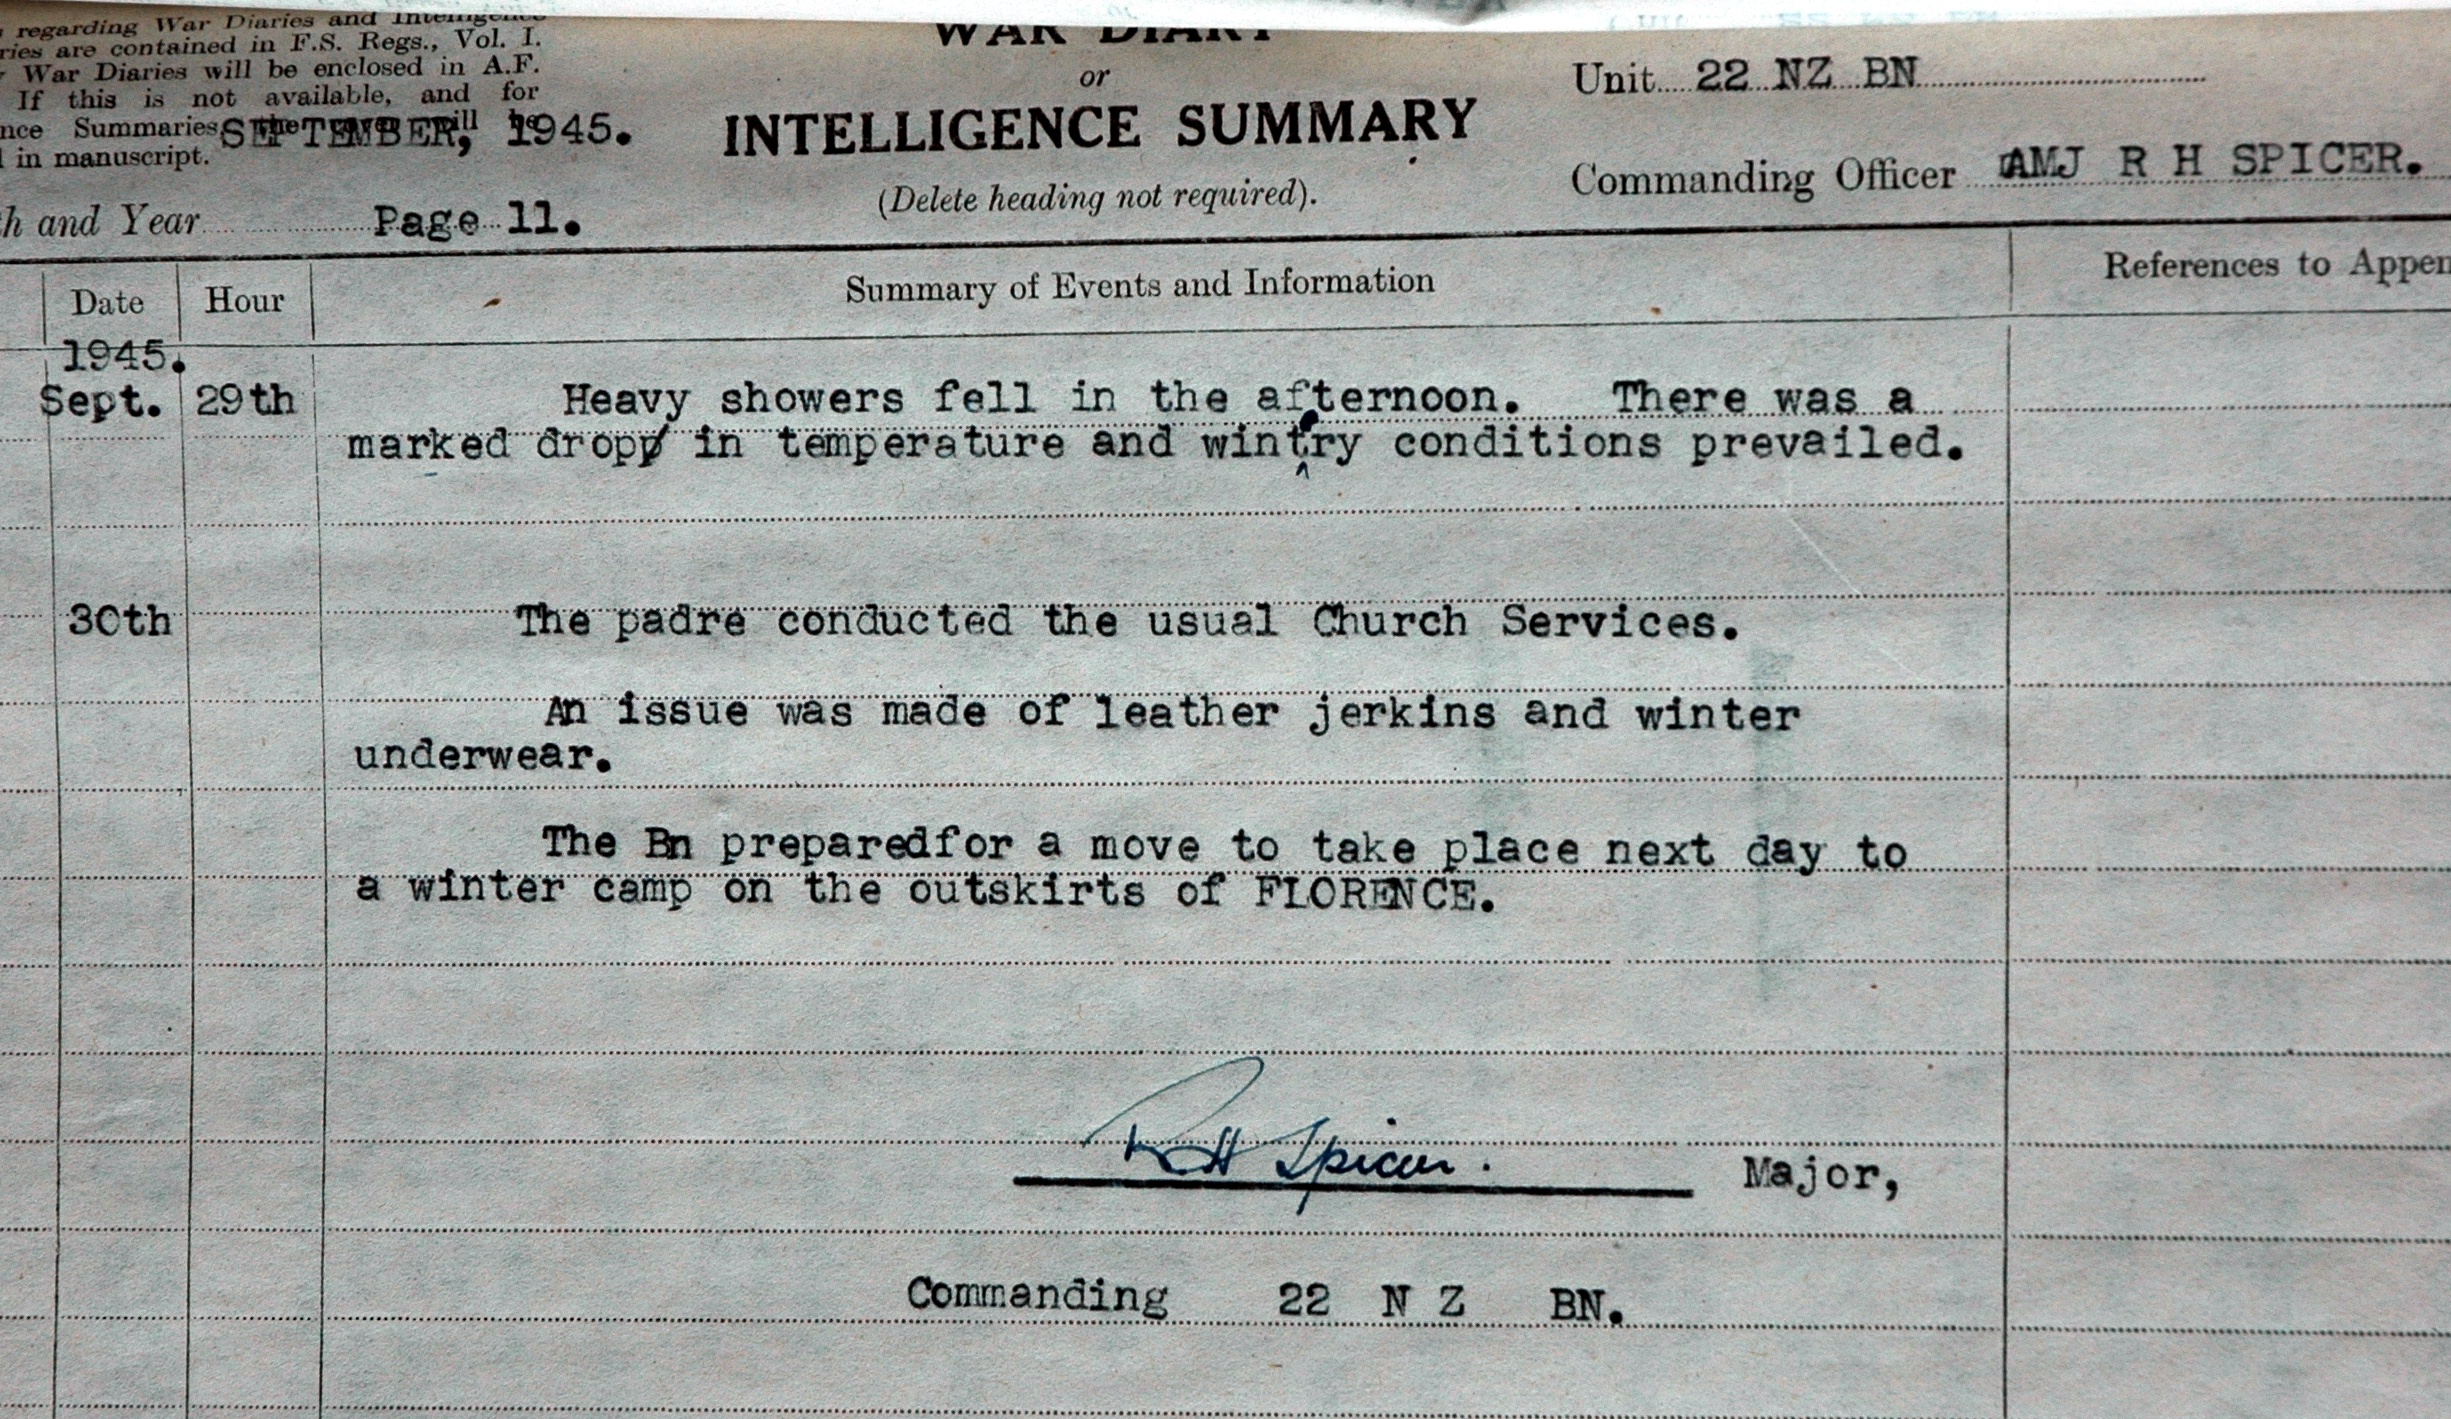 regarding War Diaries and Intelligence
ries are contained in F.S. Regs., Vol. I.
War Diaries will be enclosed in A.F.
If this is not available, and for
nce Summaries, the will be
SEPTEMBER, 1945.
in manuscript.
h and Year Page 11.
WAR DIARY
or
INTELLIGENCE SUMMARY
(Delete heading not required).
Unit 22 NZ BN
Commanding Officer AMJ R H SPICER.
Date Hour Summary of Events and Information References to Appen
1945.
Sept. 29th Heavy showers fell in the afternoon. There was a
marked drop in temperature and wintry conditions prevailed.
30th The padre conducted the usual Church Services.
An issue was made of leather jerkins and winter
underwear.
The Bn preparedfor a move to take place next day to
a winter camp on the outskirts of FLORENCE.
R H Spicer. Major,
Commanding 22 N Z BN.